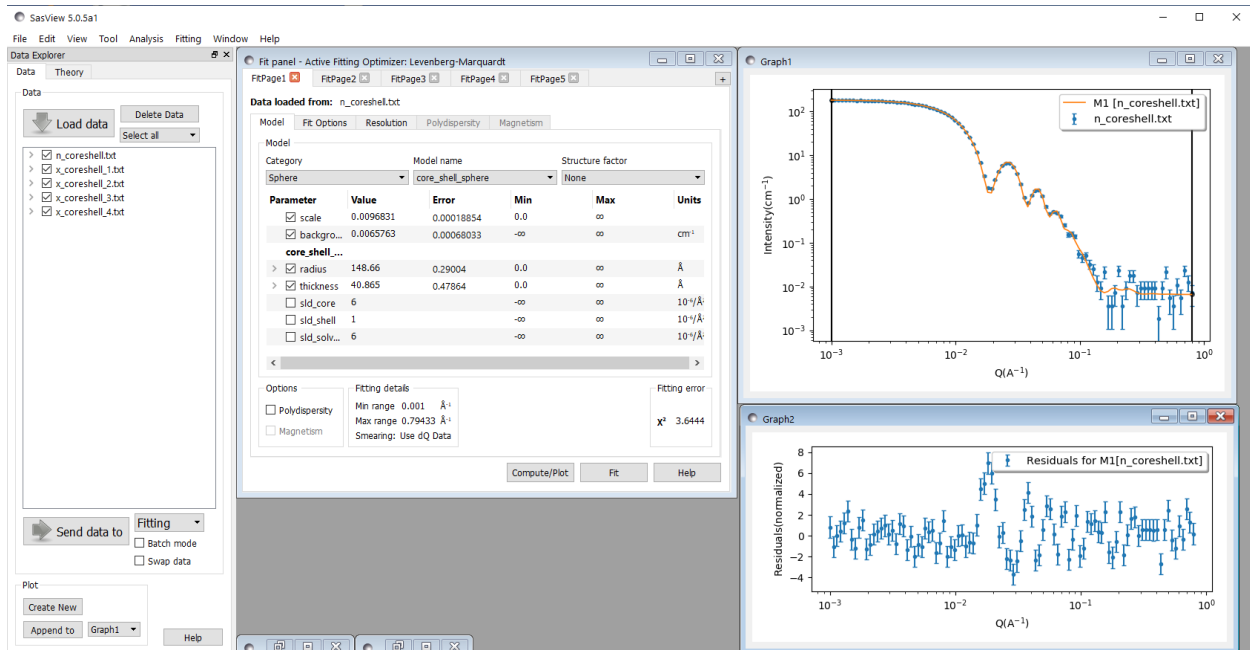 SasView 5.0.5a1
File Edit View Tool Analysis Fitting Window Help
Data Explorer
Data Theory
Data
Load data
Delete Data
Select all
n_coreshell.txt
x_coreshell_1.txt
x_coreshell_2.txt
x_coreshell_3.txt
x_coreshell_4.txt
Send data to
Fitting
Batch mode
Swap data
Plot
Create New
Append to Graph1
Help
Fit panel - Active Fitting Optimizer: Levenberg-Marquardt
FitPage1 FitPage2 FitPage3 FitPage4 FitPage5
Data loaded from: n_coreshell.txt
Model Fit Options Resolution Polydispersity Magnetism
Model
Category Model name Structure factor
Sphere core_shell_sphere None
Parameter Value Error Min Max Units
scale 0.0096831 0.00018854 0.0 ∞
backgro... 0.0065763 0.00068033 -∞ ∞ cm⁻¹
core_shell_...
radius 148.66 0.29004 0.0 ∞ Å
thickness 40.865 0.47864 0.0 ∞ Å
sld_core 6 -∞ ∞ 10⁻⁶/Å²
sld_shell 1 -∞ ∞ 10⁻⁶/Å²
sld_solv... 6 -∞ ∞ 10⁻⁶/Å²
Options
Polydispersity
Magnetism
Fitting details
Min range 0.001 Å⁻¹
Max range 0.79433 Å⁻¹
Smearing: Use dQ Data
Fitting error
χ² 3.6444
Compute/Plot Fit Help
Graph1
M1 [n_coreshell.txt]
n_coreshell.txt
Intensity(cm⁻¹)
10²
10¹
10⁰
10⁻¹
10⁻²
10⁻³
10⁻³ 10⁻² 10⁻¹ 10⁰
Q(A⁻¹)
Graph2
Residuals for M1[n_coreshell.txt]
Residuals(normalized)
8
6
4
2
0
−2
−4
10⁻³ 10⁻² 10⁻¹ 10⁰
Q(A⁻¹)